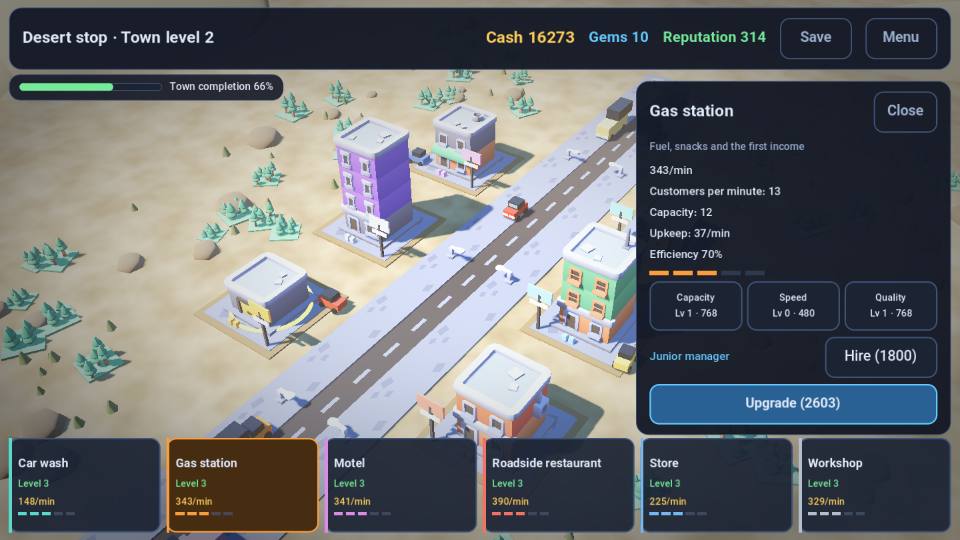 Desert stop · Town level 2
Cash 16273 Gems 10 Reputation 314 Save Menu
Town completion 66%
Gas station Close
Fuel, snacks and the first income
343/min
Customers per minute: 13
Capacity: 12
Upkeep: 37/min
Efficiency 70%
Capacity Speed Quality
Lv 1 · 768 Lv 0 · 480 Lv 1 · 768
Junior manager Hire (1800)
Upgrade (2603)
Car wash Gas station Motel Roadside restaurant Store Workshop
Level 3 Level 3 Level 3 Level 3 Level 3 Level 3
148/min 343/min 341/min 390/min 225/min 329/min